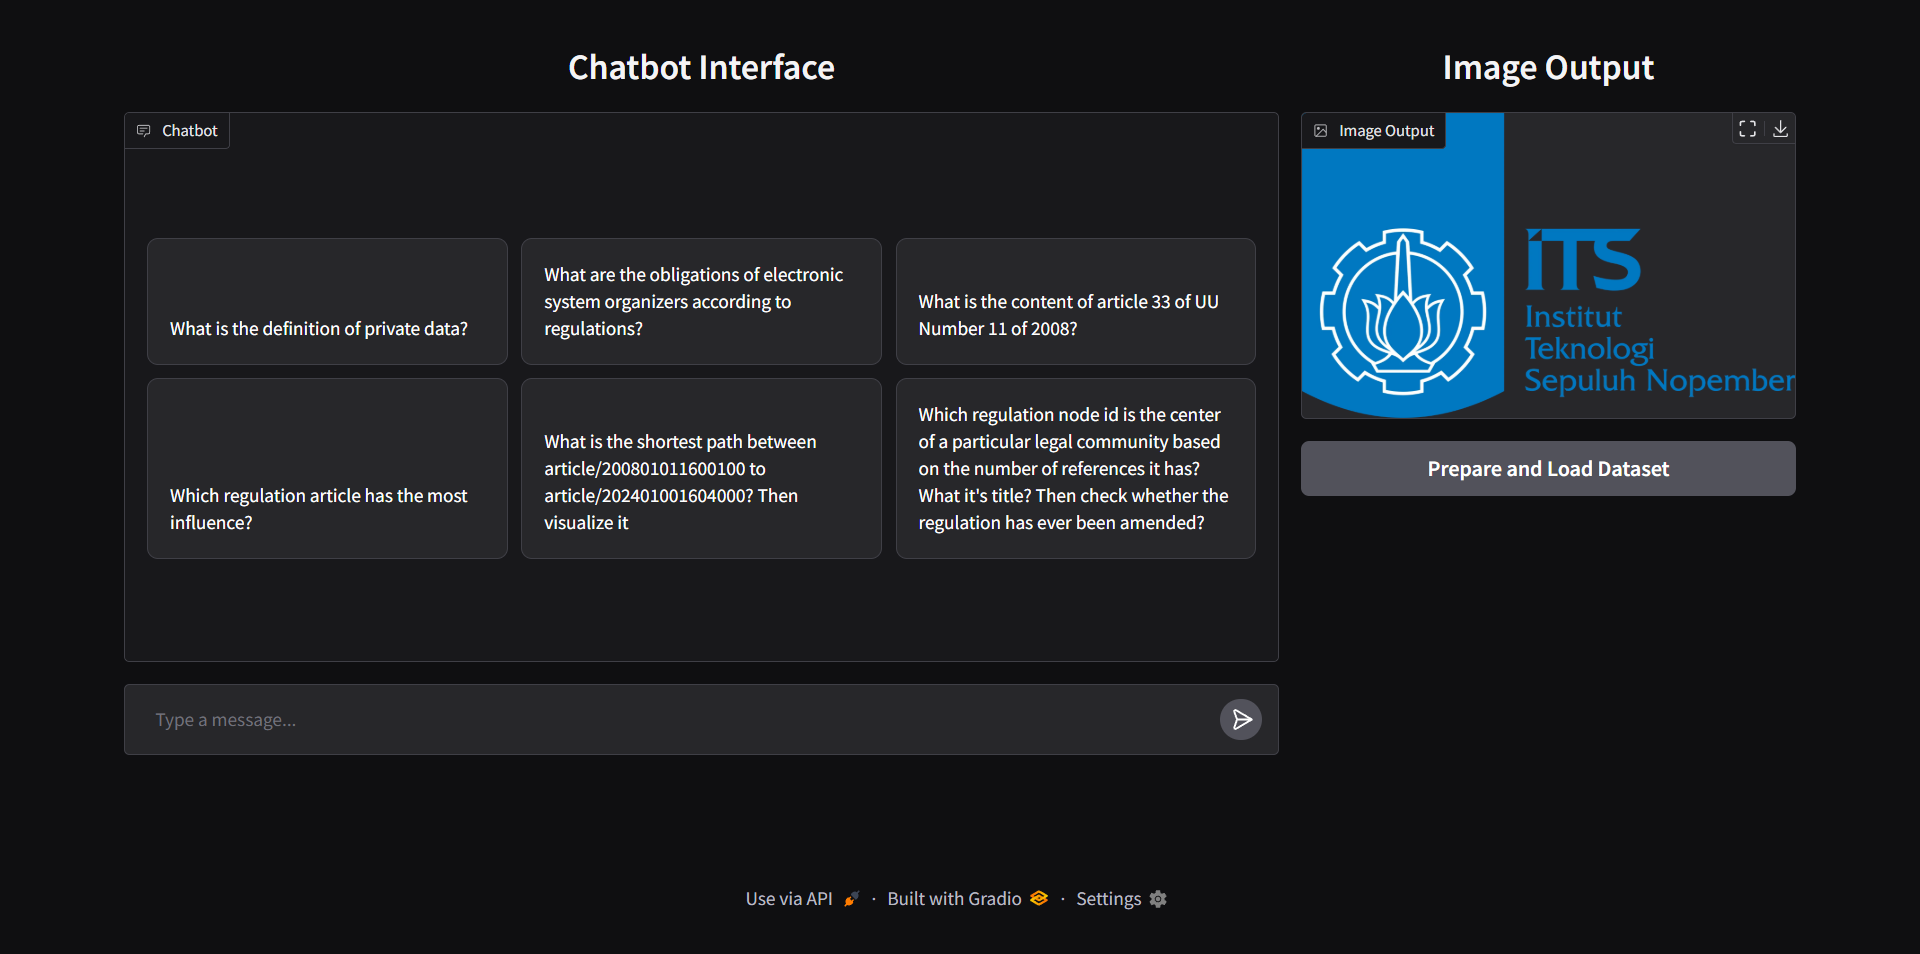 Chatbot Interface
Image Output
Chatbot
Image Output
What is the definition of private data?
What are the obligations of electronic
system organizers according to
regulations?
What is the content of article 33 of UU
Number 11 of 2008?
Which regulation article has the most
influence?
What is the shortest path between
article/200801011600100 to
article/202401001604000? Then
visualize it
Which regulation node id is the center
of a particular legal community based
on the number of references it has?
What it's title? Then check whether the
regulation has ever been amended?
iTS
Institut
Teknologi
Sepuluh Nopember
Prepare and Load Dataset
Type a message...
Use via API · Built with Gradio · Settings